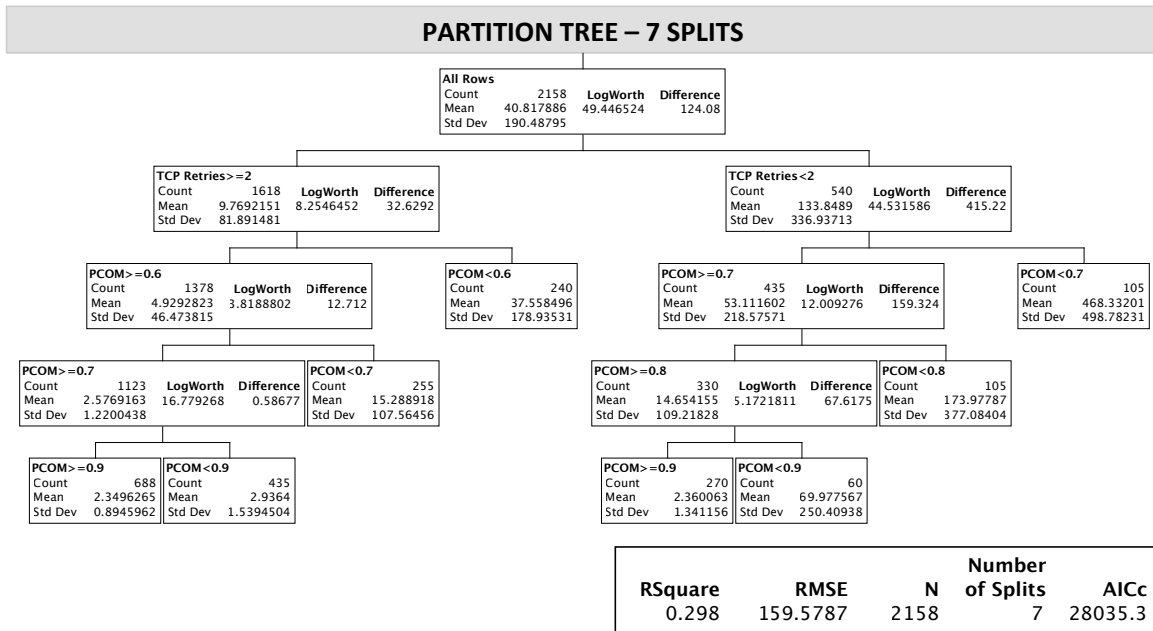 PARTITION TREE – 7 SPLITS
All Rows
Count 2158 LogWorth Difference
Mean 40.817886 49.446524 124.08
Std Dev 190.48795
TCP Retries>=2
Count 1618 LogWorth Difference
Mean 9.7692151 8.2546452 32.6292
Std Dev 81.891481
TCP Retries<2
Count 540 LogWorth Difference
Mean 133.8489 44.531586 415.22
Std Dev 336.93713
PCOM>=0.6
Count 1378 LogWorth Difference
Mean 4.9292823 3.8188802 12.712
Std Dev 46.473815
PCOM<0.6
Count 240
Mean 37.558496
Std Dev 178.93531
PCOM>=0.7
Count 435 LogWorth Difference
Mean 53.111602 12.009276 159.324
Std Dev 218.57571
PCOM<0.7
Count 105
Mean 468.33201
Std Dev 498.78231
PCOM>=0.7
Count 1123 LogWorth Difference
Mean 2.5769163 16.779268 0.58677
Std Dev 1.2200438
PCOM<0.7
Count 255
Mean 15.288918
Std Dev 107.56456
PCOM>=0.8
Count 330 LogWorth Difference
Mean 14.654155 5.1721811 67.6175
Std Dev 109.21828
PCOM<0.8
Count 105
Mean 173.97787
Std Dev 377.08404
PCOM>=0.9
Count 688
Mean 2.3496265
Std Dev 0.8945962
PCOM<0.9
Count 435
Mean 2.9364
Std Dev 1.5394504
PCOM>=0.9
Count 270
Mean 2.360063
Std Dev 1.341156
PCOM<0.9
Count 60
Mean 69.977567
Std Dev 250.40938
Number
RSquare RMSE N of Splits AICc
0.298 159.5787 2158 7 28035.3